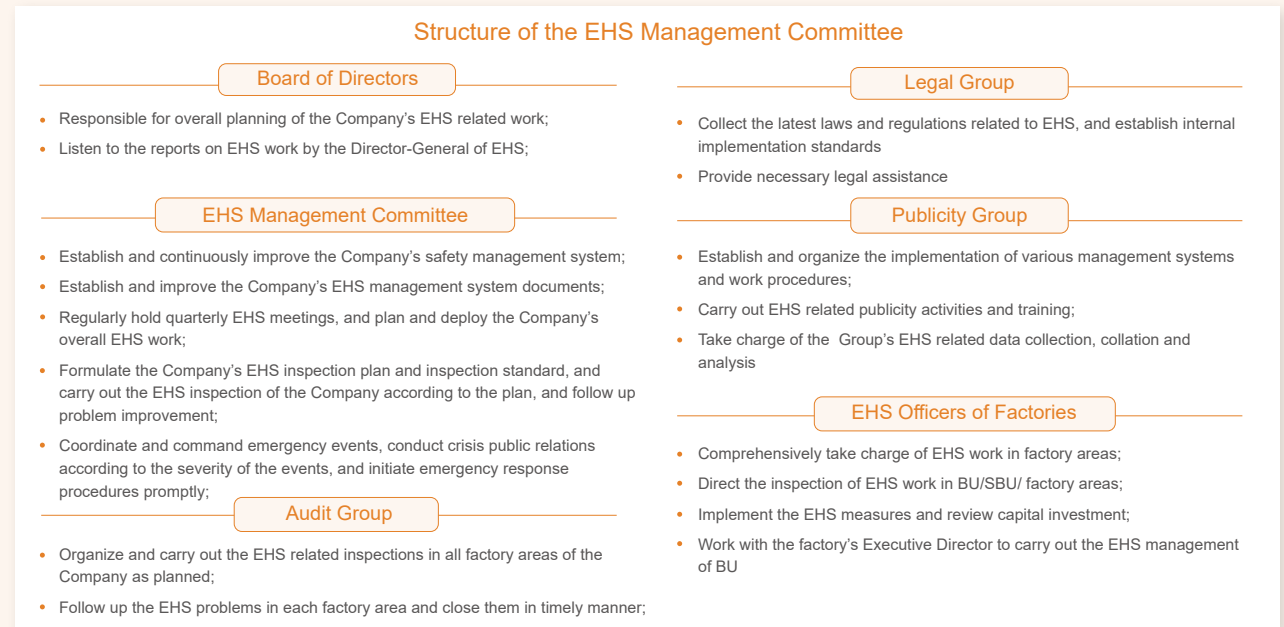 Structure of the EHS Management Committee
Board of Directors
• Responsible for overall planning of the Company’s EHS related work;
• Listen to the reports on EHS work by the Director-General of EHS;
EHS Management Committee
• Establish and continuously improve the Company’s safety management system;
• Establish and improve the Company’s EHS management system documents;
• Regularly hold quarterly EHS meetings, and plan and deploy the Company’s
overall EHS work;
• Formulate the Company’s EHS inspection plan and inspection standard, and
carry out the EHS inspection of the Company according to the plan, and follow up
problem improvement;
• Coordinate and command emergency events, conduct crisis public relations
according to the severity of the events, and initiate emergency response
procedures promptly;
Audit Group
• Organize and carry out the EHS related inspections in all factory areas of the
Company as planned;
• Follow up the EHS problems in each factory area and close them in timely manner;
Legal Group
• Collect the latest laws and regulations related to EHS, and establish internal
implementation standards
• Provide necessary legal assistance
Publicity Group
• Establish and organize the implementation of various management systems
and work procedures;
• Carry out EHS related publicity activities and training;
• Take charge of the  Group’s EHS related data collection, collation and
analysis
EHS Officers of Factories
• Comprehensively take charge of EHS work in factory areas;
• Direct the inspection of EHS work in BU/SBU/ factory areas;
• Implement the EHS measures and review capital investment;
• Work with the factory’s Executive Director to carry out the EHS management
of BU